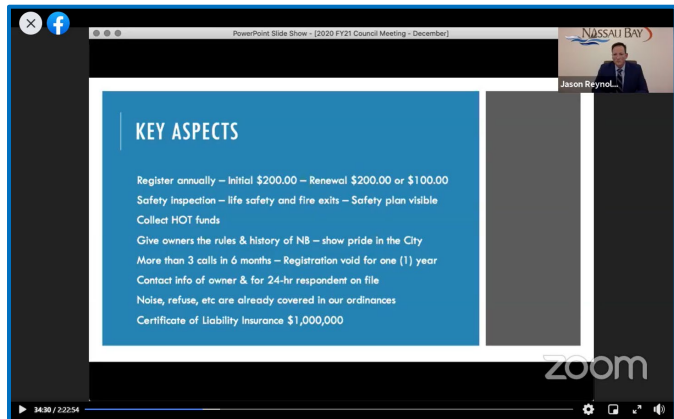 PowerPoint Slide Show - [2020 FY21 Council Meeting - December]
NASSAU BAY
Jason Reynol...
KEY ASPECTS
Register annually – Initial $200.00 – Renewal $200.00 or $100.00
Safety inspection – life safety and fire exits – Safety plan visible
Collect HOT funds
Give owners the rules & history of NB – show pride in the City
More than 3 calls in 6 months – Registration void for one (1) year
Contact info of owner & for 24-hr respondent on file
Noise, refuse, etc are already covered in our ordinances
Certificate of Liability Insurance $1,000,000
zoom
34:30 / 2:22:54